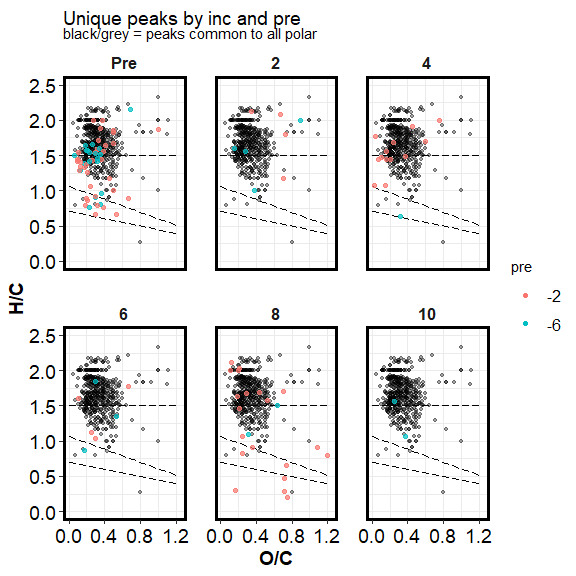 Unique peaks by inc and pre
black/grey = peaks common to all polar
Pre 2 4
2.5
2.0
1.5
1.0
0.5
0.0
H/C
pre
-2
-6
6 8 10
2.5
2.0
1.5
1.0
0.5
0.0
0.0 0.4 0.8 1.2 0.0 0.4 0.8 1.2 0.0 0.4 0.8 1.2
O/C